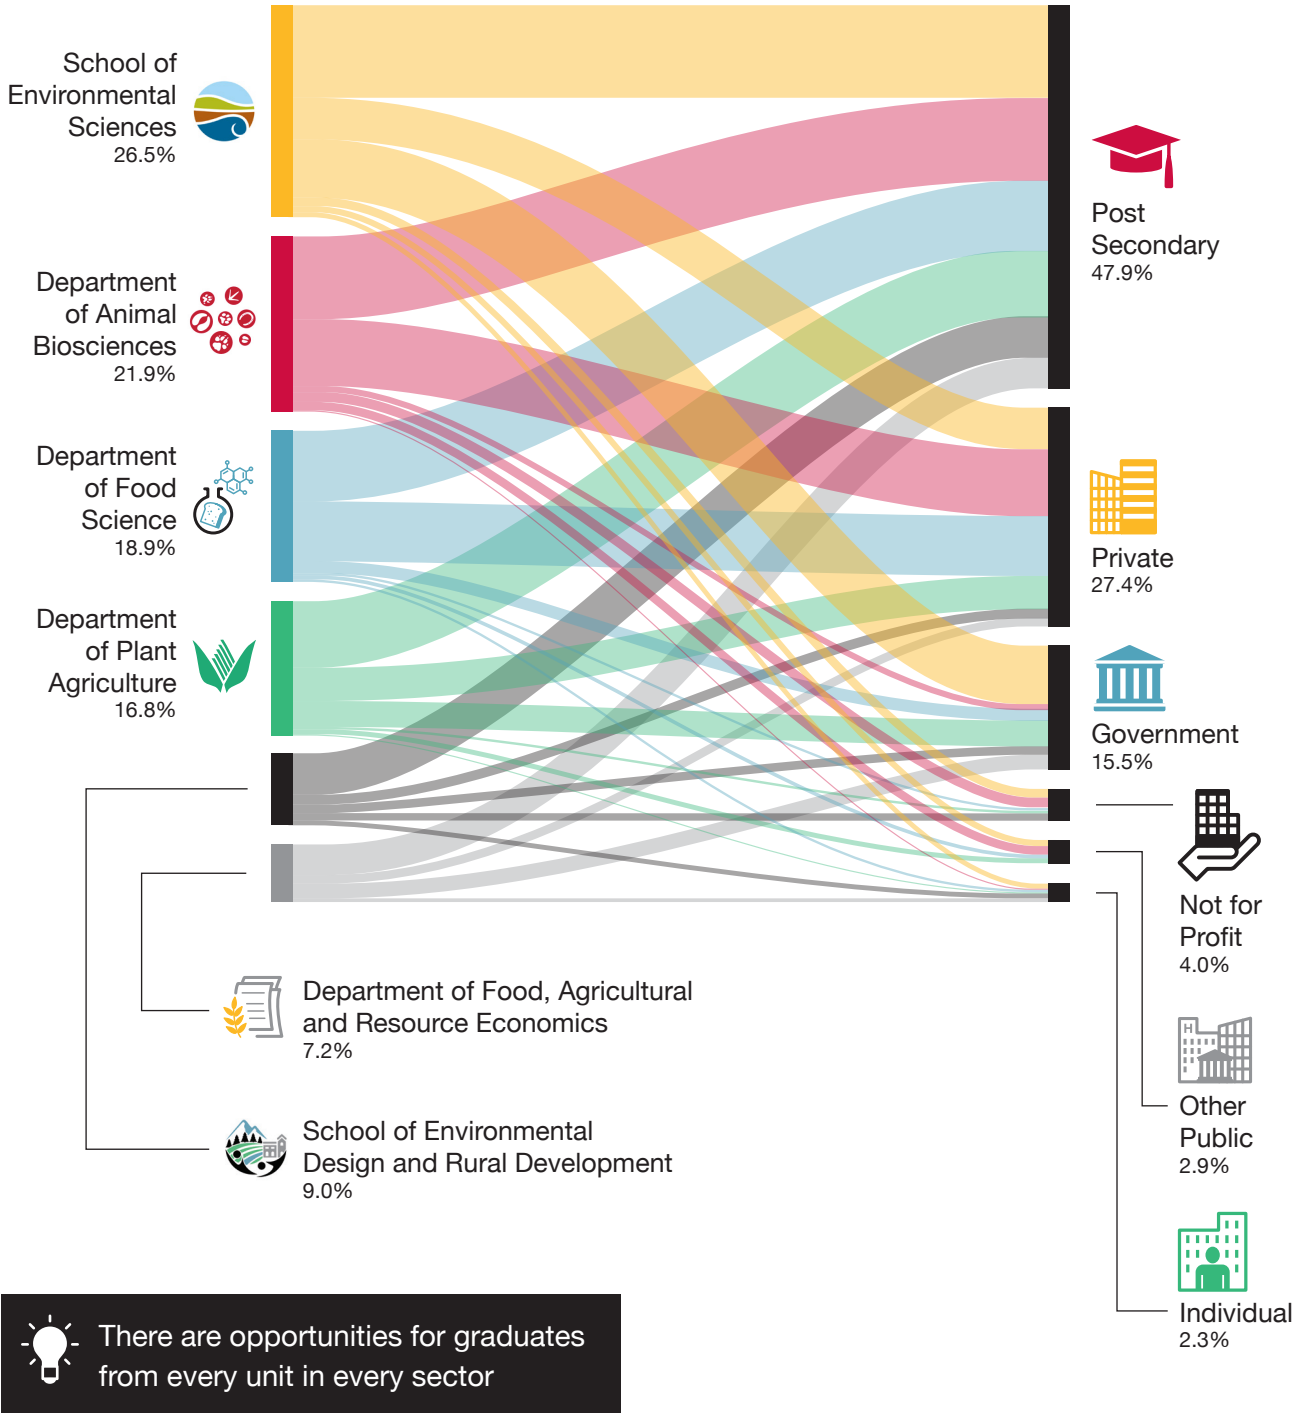 School of
Environmental
Sciences
26.5%
Department
of Animal
Biosciences
21.9%
Department
of Food
Science
18.9%
Department
of Plant
Agriculture
16.8%
Post
Secondary
47.9%
Private
27.4%
Government
15.5%
Not for
Profit
4.0%
H
Other
Public
2.9%
Individual
2.3%
Department of Food, Agricultural
and Resource Economics
7.2%
School of Environmental
Design and Rural Development
9.0%
There are opportunities for graduates
from every unit in every sector